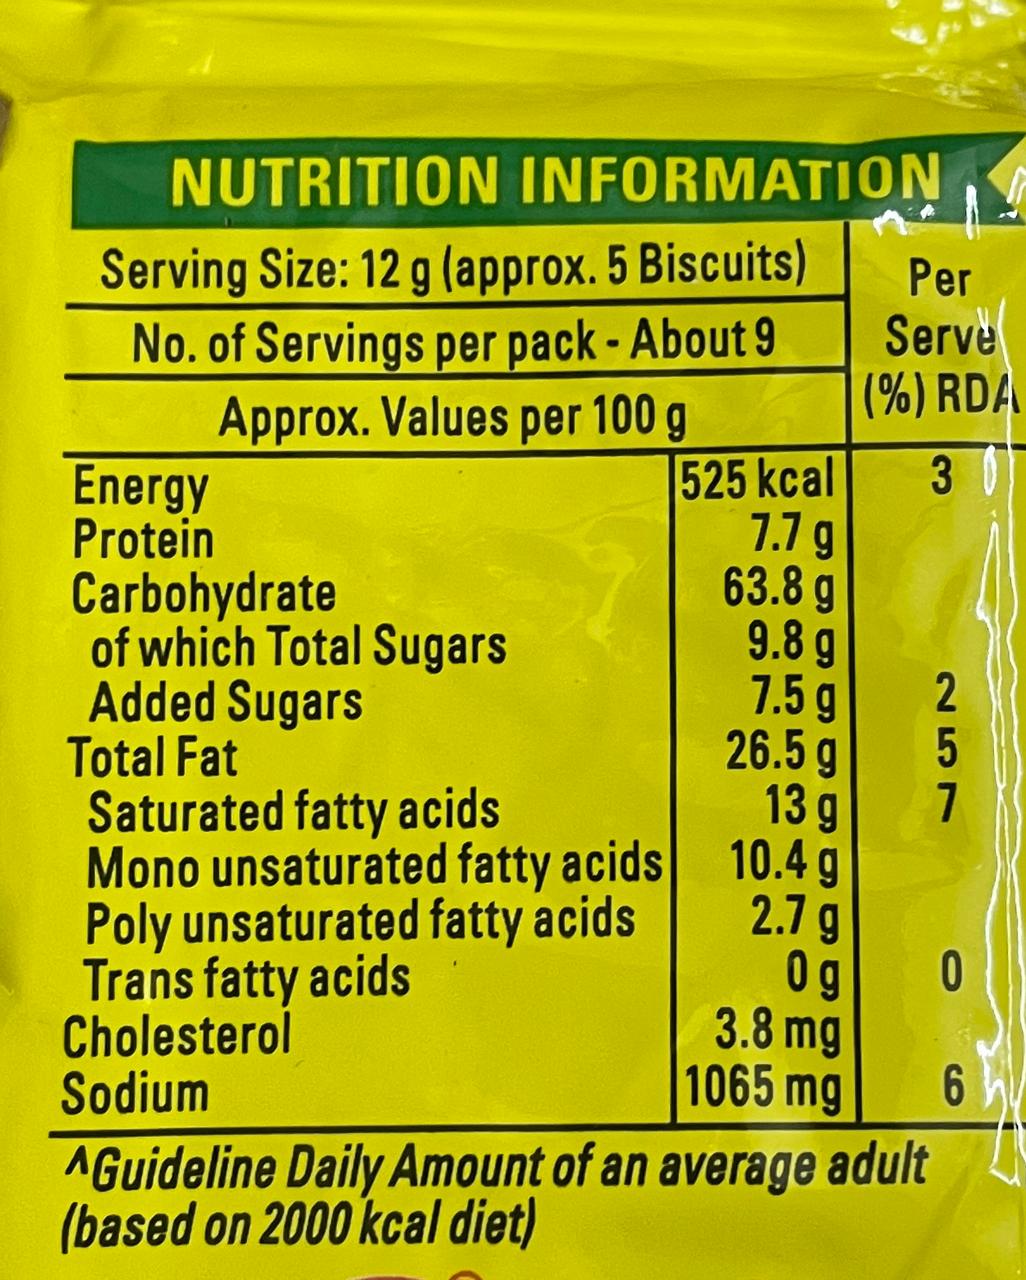 NUTRITION INFORMATION
Serving Size: 12 g (approx. 5 Biscuits)
No. of Servings per pack - About 9
Approx. Values per 100 g
Per
Serve
(%) RDA
Energy 525 kcal 3
Protein 7.7 g
Carbohydrate 63.8 g
of which Total Sugars 9.8 g
Added Sugars 7.5 g 2
Total Fat 26.5 g 5
Saturated fatty acids 13 g 7
Mono unsaturated fatty acids 10.4 g
Poly unsaturated fatty acids 2.7 g
Trans fatty acids 0 g 0
Cholesterol 3.8 mg
Sodium 1065 mg 6
^Guideline Daily Amount of an average adult
(based on 2000 kcal diet)